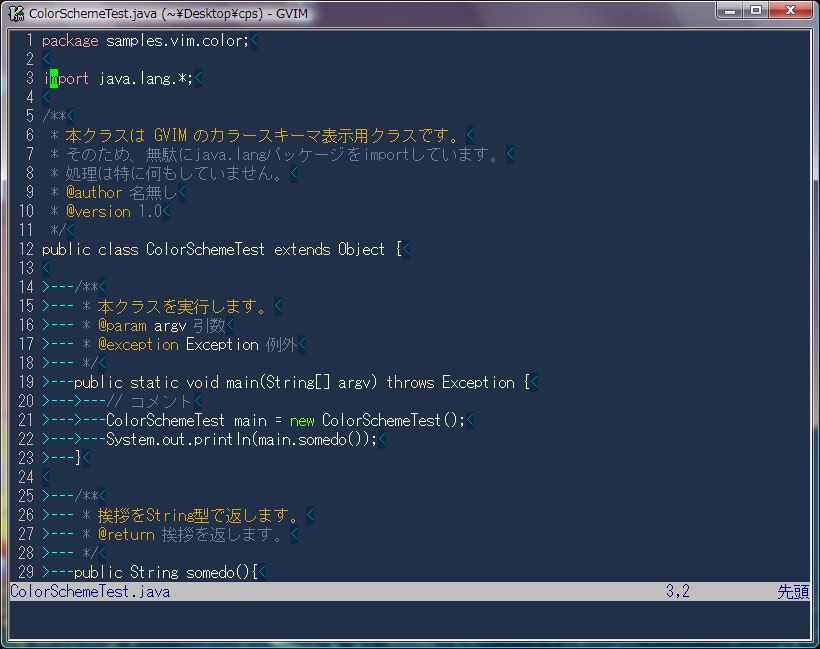 ColorSchemeTest.java (~¥Desktop¥cps) - GVIM
1 package samples.vim.color;<
2 <
3 import java.lang.*;<
4 <
5 /**<
6  * 本クラスは GVIM のカラースキーマ表示用クラスです。<
7  * そのため、無駄にjava.langパッケージをimportしています。<
8  * 処理は特に何もしていません。<
9  * @author 名無し<
10  * @version 1.0<
11  */<
12 public class ColorSchemeTest extends Object {<
13 <
14 >---/**<
15 >--- * 本クラスを実行します。<
16 >--- * @param argv 引数<
17 >--- * @exception Exception 例外<
18 >--- */<
19 >---public static void main(String[] argv) throws Exception {<
20 >--->---// コメント<
21 >--->---ColorSchemeTest main = new ColorSchemeTest();<
22 >--->---System.out.println(main.somedo());<
23 >---}<
24 <
25 >---/**<
26 >--- * 挨拶をString型で返します。<
27 >--- * @return 挨拶を返します。<
28 >--- */<
29 >---public String somedo(){<
ColorSchemeTest.java 3,2 先頭